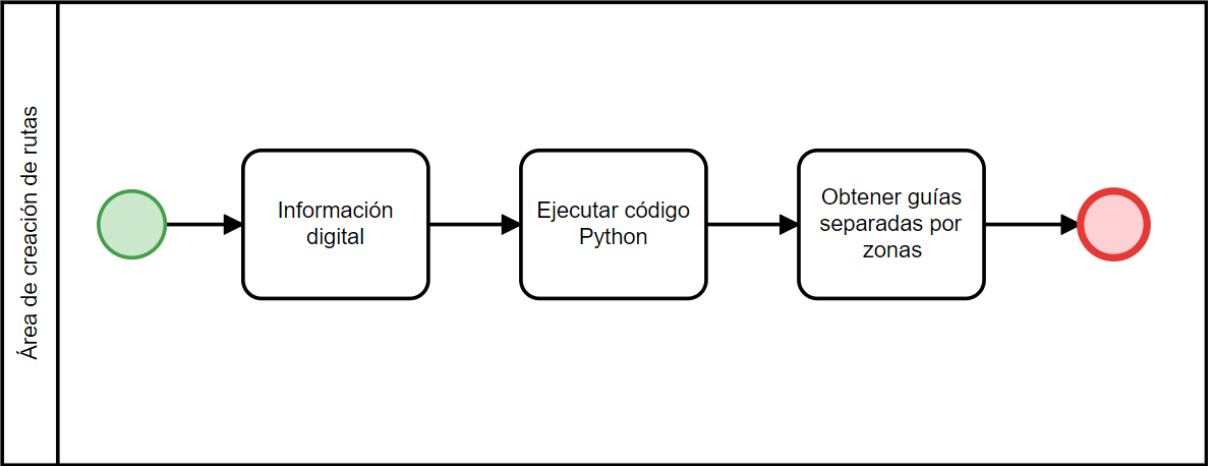 Área de creación de rutas
Información
digital
Ejecutar código
Python
Obtener guías
separadas por
zonas